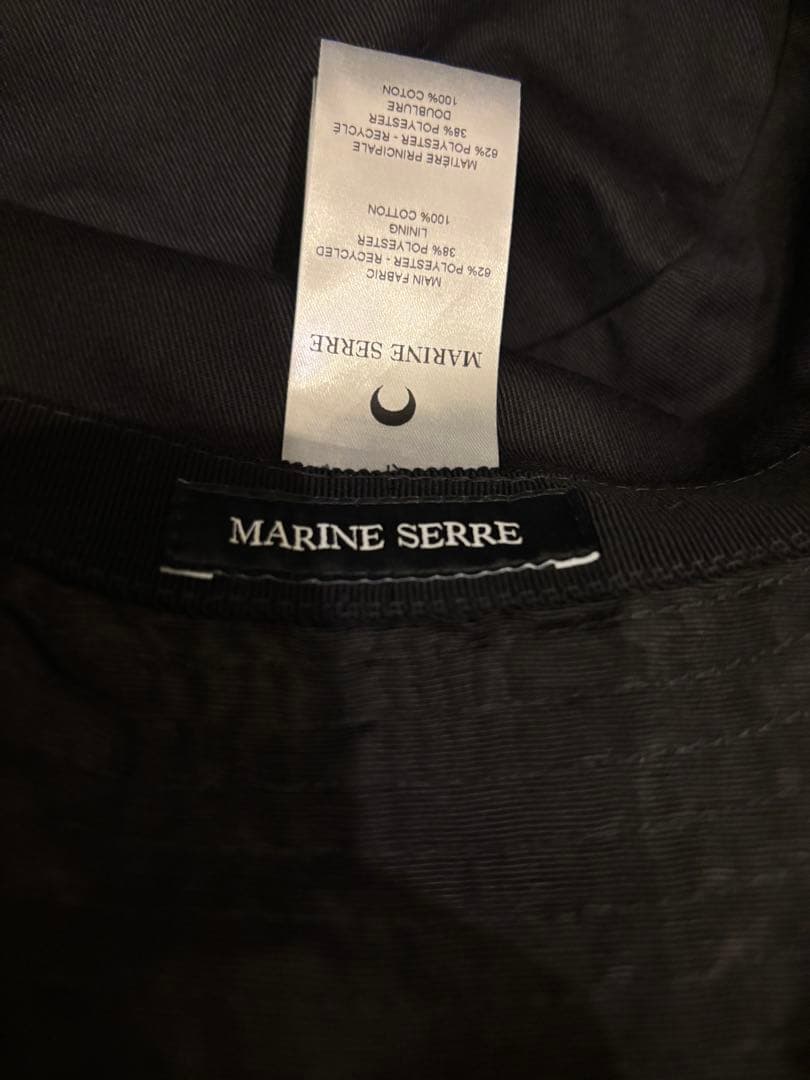 MARINE SERRE
MAIN FABRIC
62% POLYESTER - RECYCLED
38% POLYESTER
LINING
100% COTTON
MATIÈRE PRINCIPALE
62% POLYESTER - RECYCLÉ
38% POLYESTER
DOUBLURE
100% COTON
MARINE SERRE